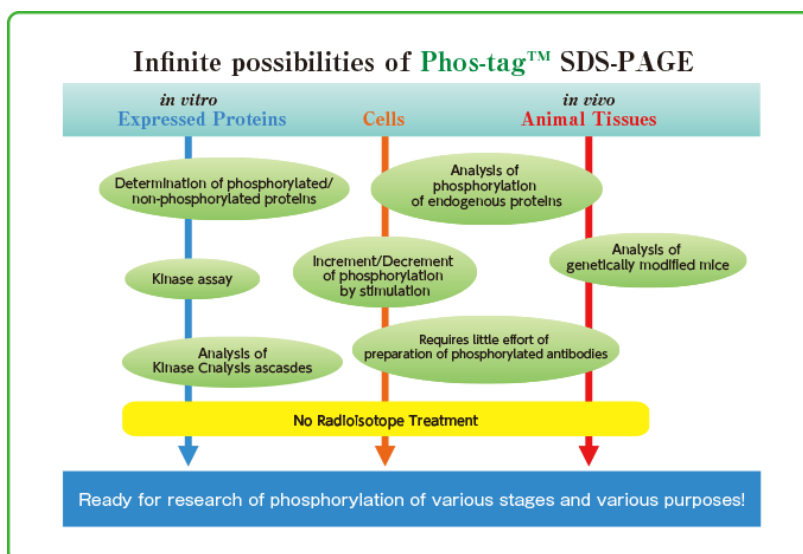 Infinite possibilities of Phos-tag™ SDS-PAGE
in vitro
Expressed Proteins
Cells
in vivo
Animal Tissues
Determination of phosphorylated/
non-phosphorylated proteins
Analysis of
phosphorylation
of endogenous proteins
Kinase assay
Increment/Decrement
of phosphorylation
by stimulation
Analysis of
genetically modified mice
Analysis of
Kinase Cnalysis ascasdes
Requires little effort of
preparation of phosphorylated antibodies
No Radioisotope Treatment
Ready for research of phosphorylation of various stages and various purposes!